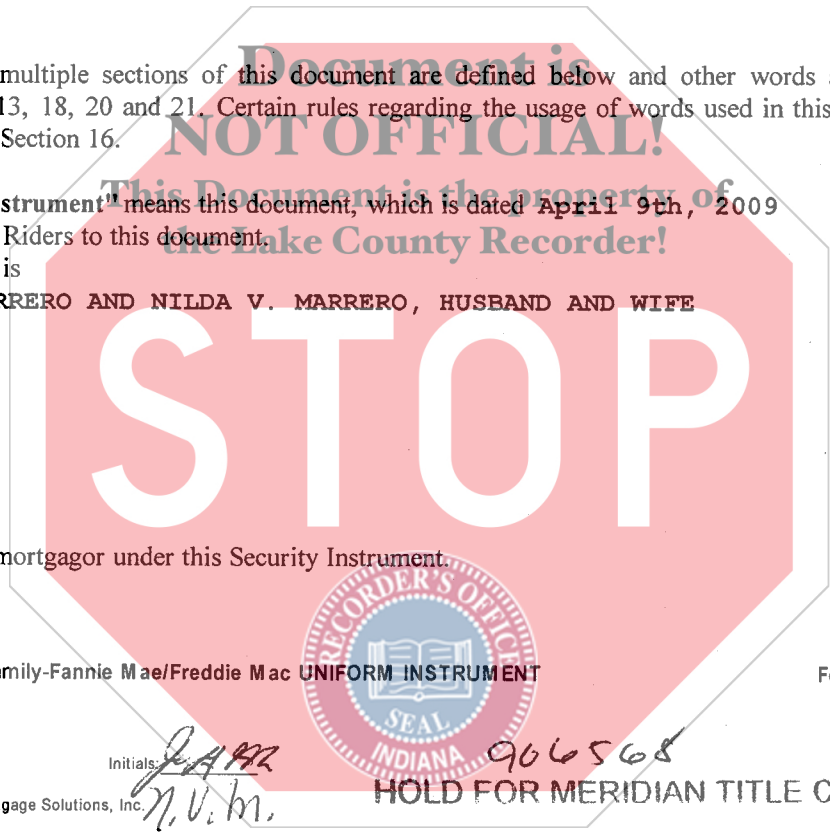 Document is
multiple sections of this document are defined below and other words
13, 18, 20 and 21. Certain rules regarding the usage of words used in this
NOT OFFICIAL!
Section 16.
This Document is the property of
strument" means this document, which is dated April 9th, 2009
Riders to this document.
the Lake County Recorder!
is
RRERO AND NILDA V. MARRERO, HUSBAND AND WIFE
STOP
mortgagor under this Security Instrument.
RECORDER'S OFFICE
SEAL
INDIANA
mily-Fannie Mae/Freddie Mac UNIFORM INSTRUMENT
Initials:
906568
gage Solutions, Inc. N.V.M.
HOLD FOR MERIDIAN TITLE C